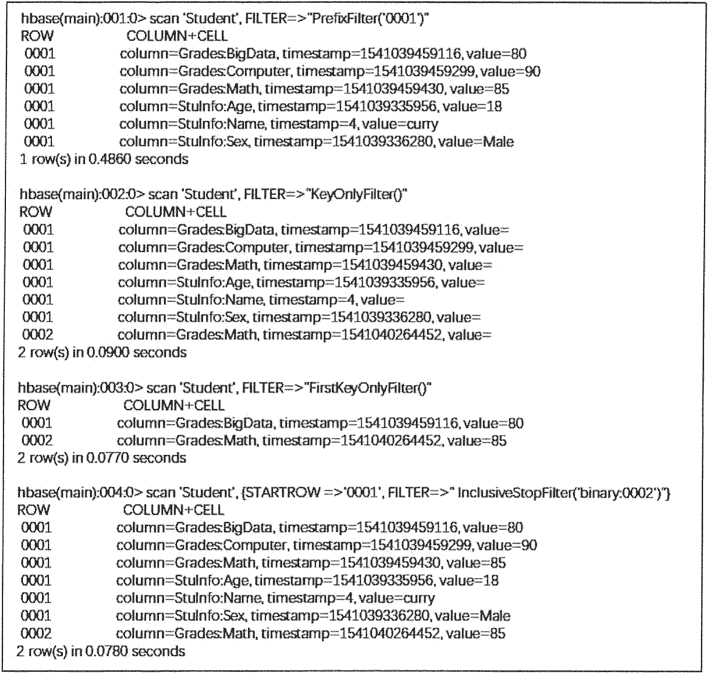 hbase(main):001:0> scan 'Student', FILTER=>"PrefixFilter('0001')"
ROW COLUMN+CELL
0001 column=Grades:BigData, timestamp=1541039459116, value=80
0001 column=Grades:Computer, timestamp=1541039459299, value=90
0001 column=Grades:Math, timestamp=1541039459430, value=85
0001 column=StuInfo:Age, timestamp=1541039335956, value=18
0001 column=StuInfo:Name, timestamp=4, value=curry
0001 column=StuInfo:Sex, timestamp=1541039336280, value=Male
1 row(s) in 0.4860 seconds
hbase(main):002:0> scan 'Student', FILTER=>"KeyOnlyFilter()"
ROW COLUMN+CELL
0001 column=Grades:BigData, timestamp=1541039459116, value=
0001 column=Grades:Computer, timestamp=1541039459299, value=
0001 column=Grades:Math, timestamp=1541039459430, value=
0001 column=StuInfo:Age, timestamp=1541039335956, value=
0001 column=StuInfo:Name, timestamp=4, value=
0001 column=StuInfo:Sex, timestamp=1541039336280, value=
0002 column=Grades:Math, timestamp=1541040264452, value=
2 row(s) in 0.0900 seconds
hbase(main):003:0> scan 'Student', FILTER=>"FirstKeyOnlyFilter()"
ROW COLUMN+CELL
0001 column=Grades:BigData, timestamp=1541039459116, value=80
0002 column=Grades:Math, timestamp=1541040264452, value=85
2 row(s) in 0.0770 seconds
hbase(main):004:0> scan 'Student', {STARTROW =>'0001', FILTER=>" InclusiveStopFilter('binary:0002')"}
ROW COLUMN+CELL
0001 column=Grades:BigData, timestamp=1541039459116, value=80
0001 column=Grades:Computer, timestamp=1541039459299, value=90
0001 column=Grades:Math, timestamp=1541039459430, value=85
0001 column=StuInfo:Age, timestamp=1541039335956, value=18
0001 column=StuInfo:Name, timestamp=4, value=curry
0001 column=StuInfo:Sex, timestamp=1541039336280, value=Male
0002 column=Grades:Math, timestamp=1541040264452, value=85
2 row(s) in 0.0780 seconds